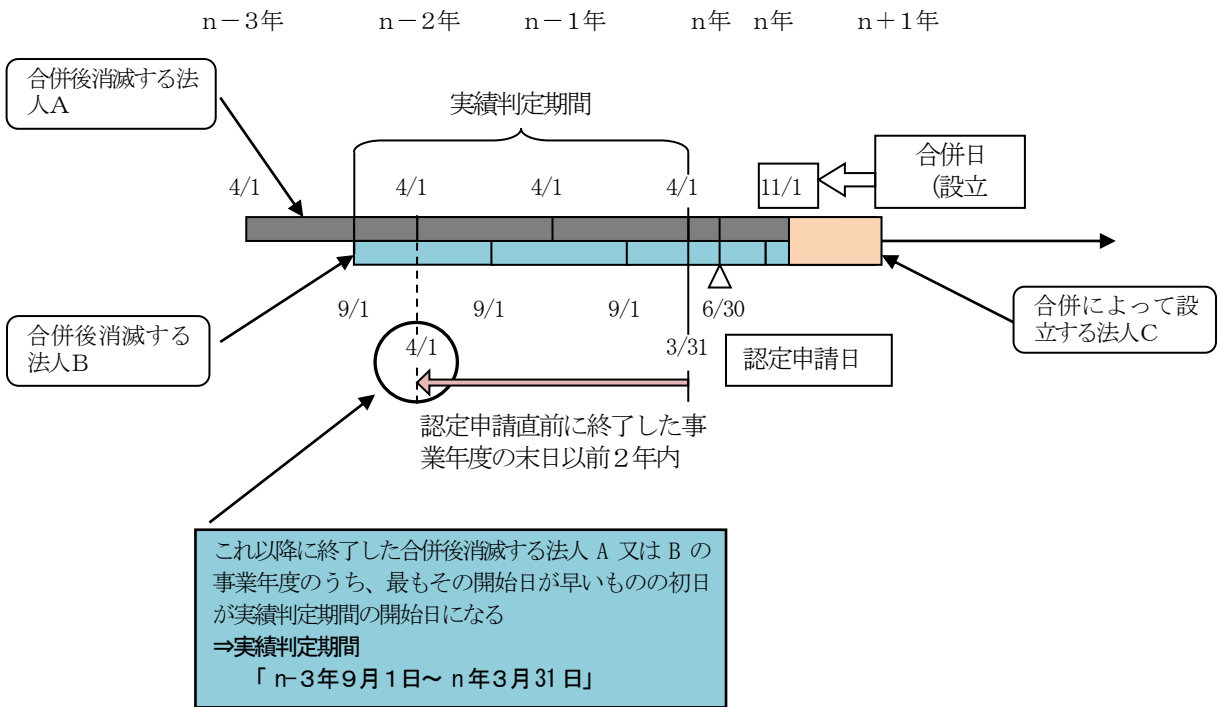 n－3年 n－2年 n－1年 n年 n年 n＋1年
合併後消滅する法
人A
実績判定期間
合併日
(設立
4/1 4/1 4/1 4/1 11/1
9/1 9/1 9/1 6/30
合併後消滅する
法人B
4/1 3/31
認定申請日
合併によって設
立する法人C
認定申請直前に終了した事
業年度の末日以前２年内
これ以降に終了した合併後消滅する法人 A 又は B の
事業年度のうち、最もその開始日が早いものの初日
が実績判定期間の開始日になる
⇒実績判定期間
「 n-3年９月１日～ n 年３月 31 日」